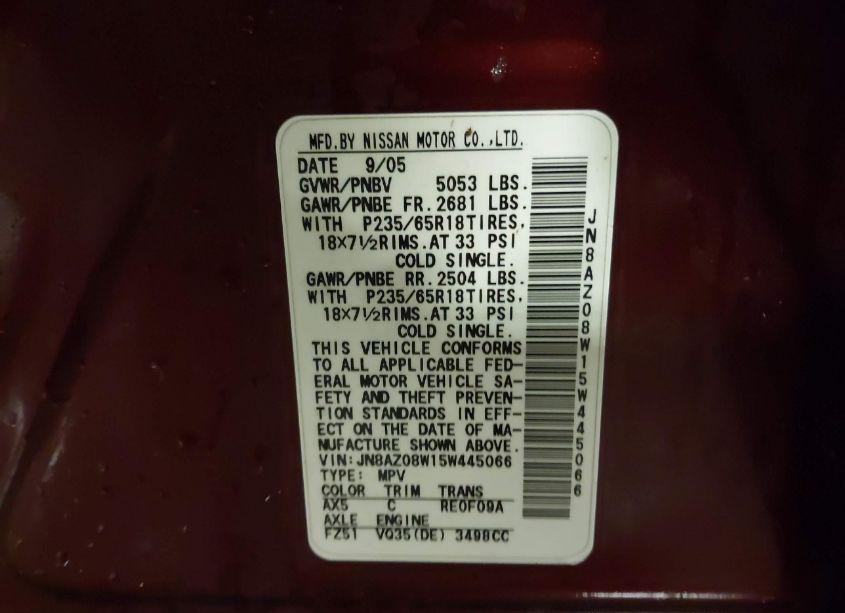 MFD.BY NISSAN MOTOR CO.,LTD.
DATE 9/05
GVWR/PNBV 5053 LBS.
GAWR/PNBE FR. 2681 LBS.
WITH P235/65R18TIRES,
18×7½RIMS.AT 33 PSI
COLD SINGLE.
GAWR/PNBE RR. 2504 LBS.
WITH P235/65R18TIRES,
18×7½RIMS.AT 33 PSI
COLD SINGLE.
THIS VEHICLE CONFORMS
TO ALL APPLICABLE FED-
ERAL MOTOR VEHICLE SA-
FETY AND THEFT PREVEN-
TION STANDARDS IN EFF-
ECT ON THE DATE OF MA-
NUFACTURE SHOWN ABOVE.
VIN:JN8AZ08W15W445066
TYPE: MPV
COLOR TRIM TRANS
AX5 C RE0F09A
AXLE ENGINE
FZ51 VQ35(DE) 3498CC
JN8AZ08W15W445066